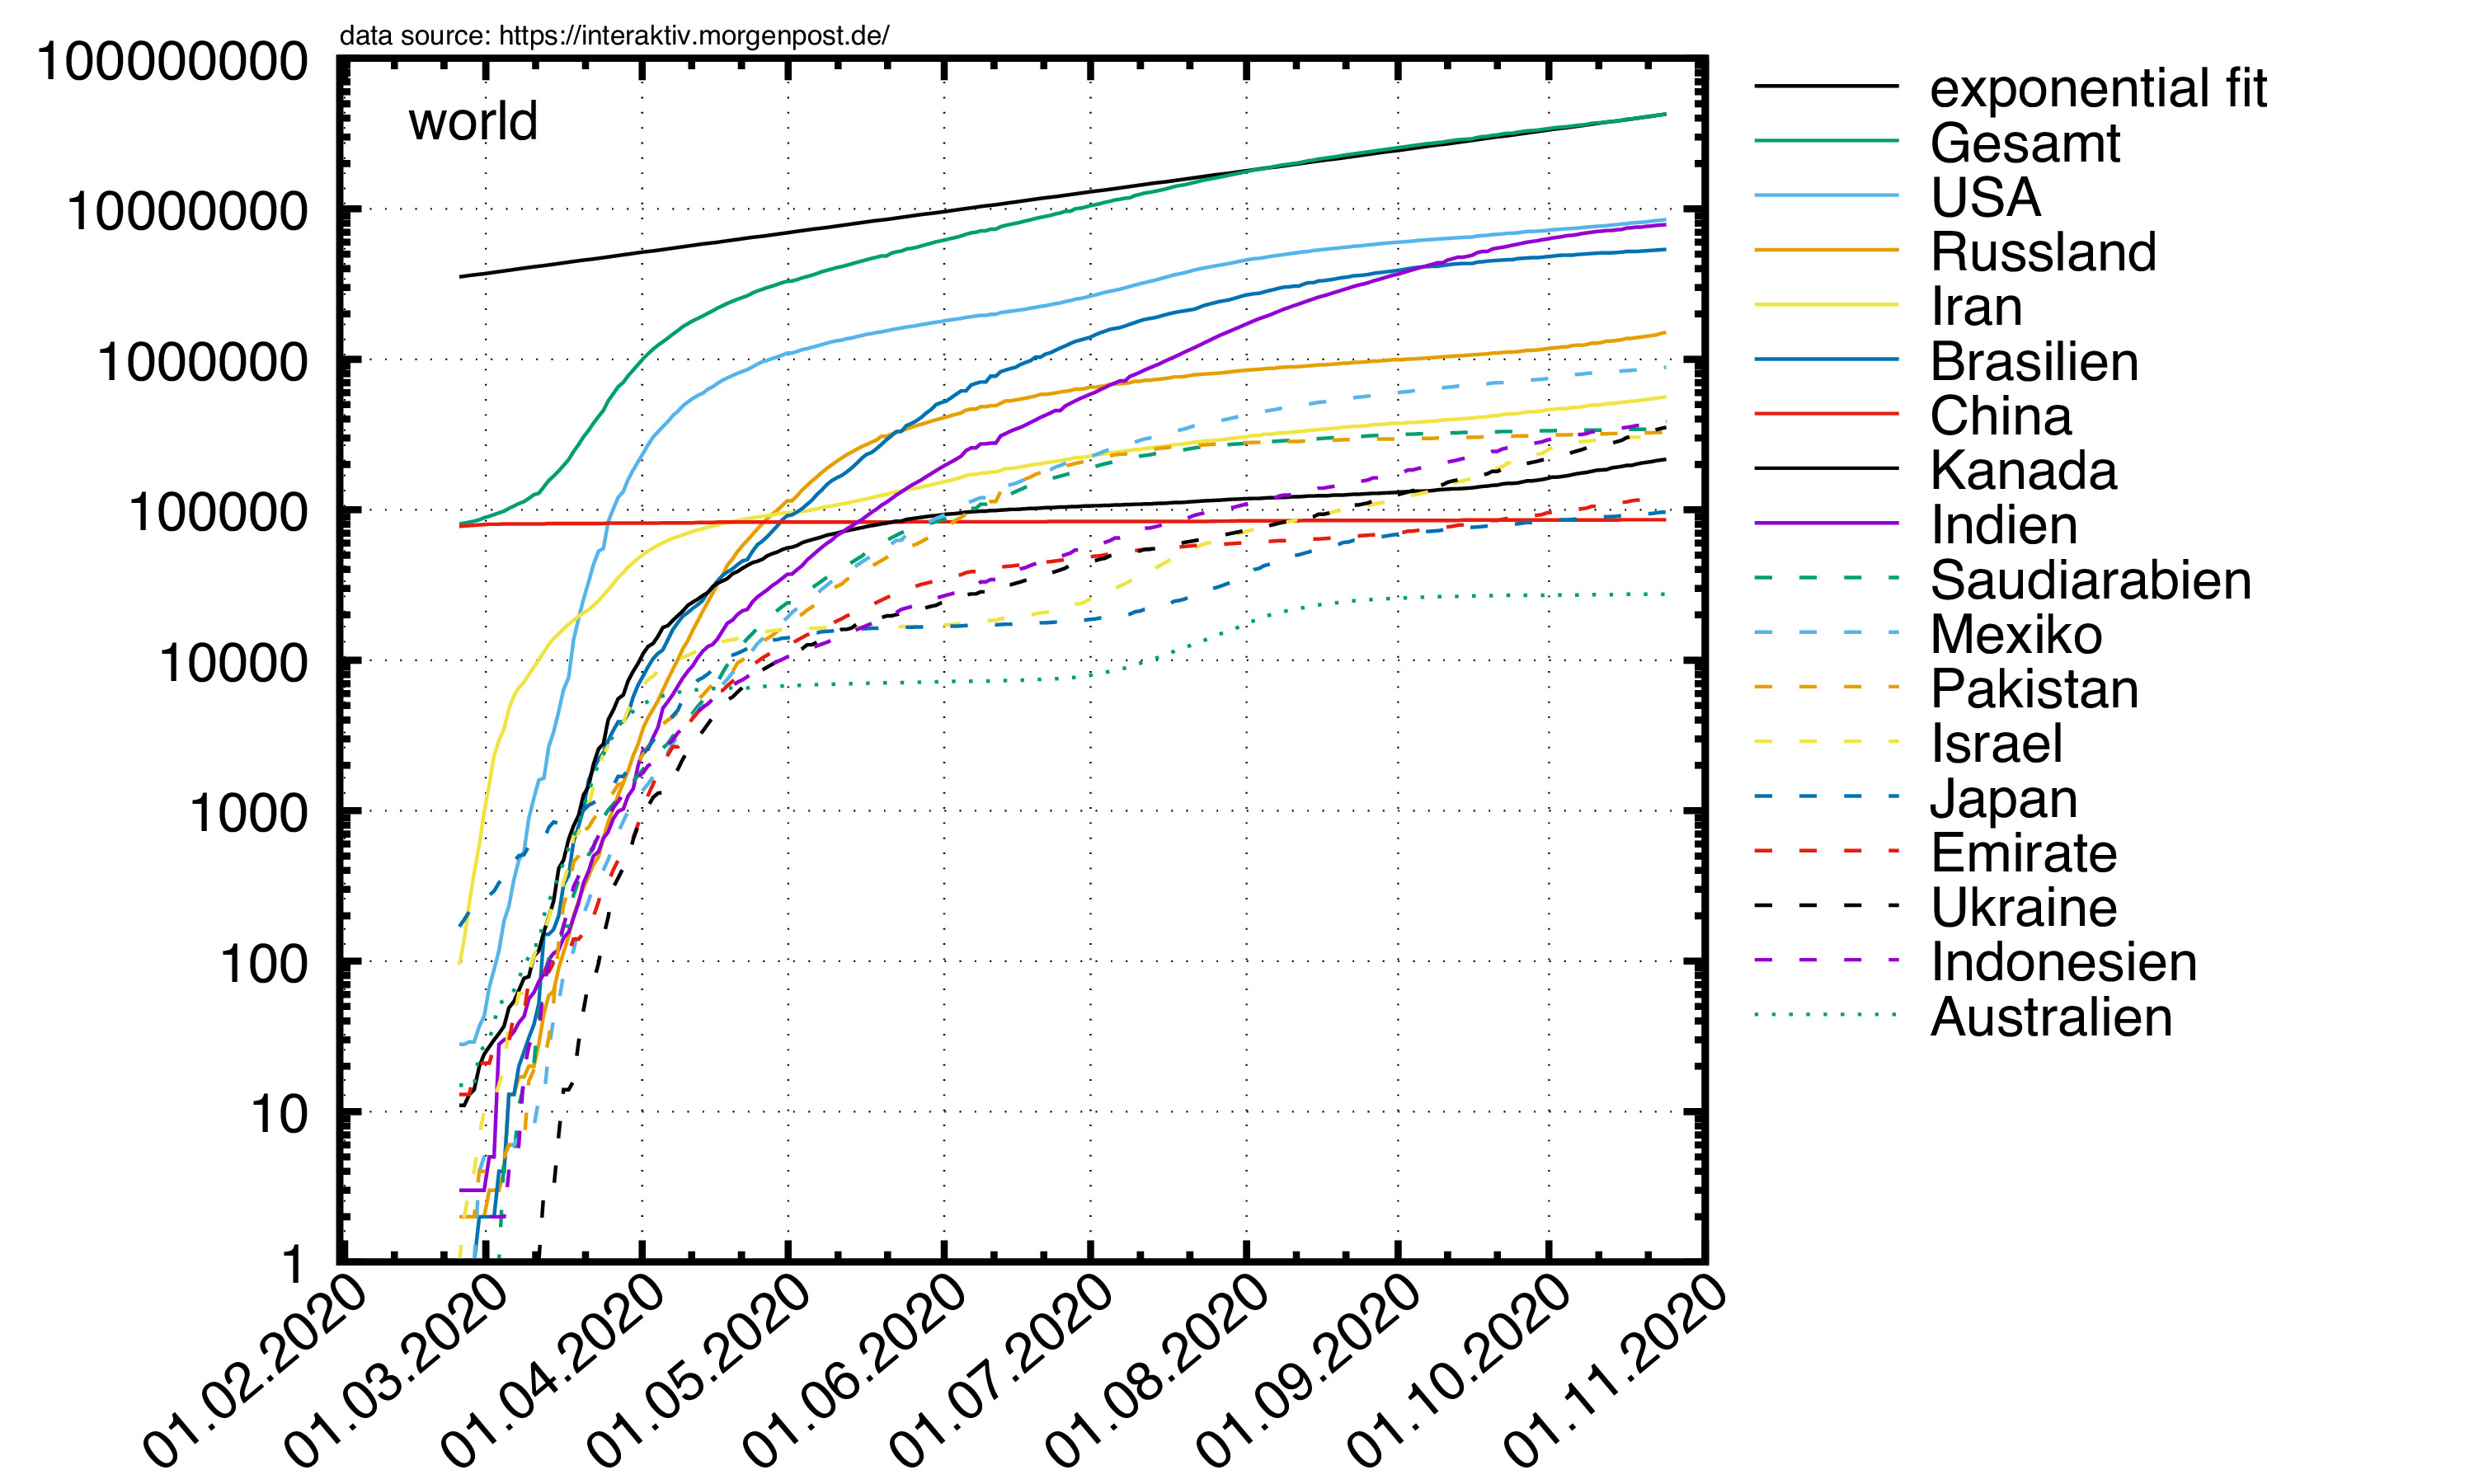 data source: https://interaktiv.morgenpost.de/
world
100000000
10000000
1000000
100000
10000
1000
100
10
1
01.02.2020
01.03.2020
01.04.2020
01.05.2020
01.06.2020
01.07.2020
01.08.2020
01.09.2020
01.10.2020
01.11.2020
exponential fit
Gesamt
USA
Russland
Iran
Brasilien
China
Kanada
Indien
Saudiarabien
Mexiko
Pakistan
Israel
Japan
Emirate
Ukraine
Indonesien
Australien